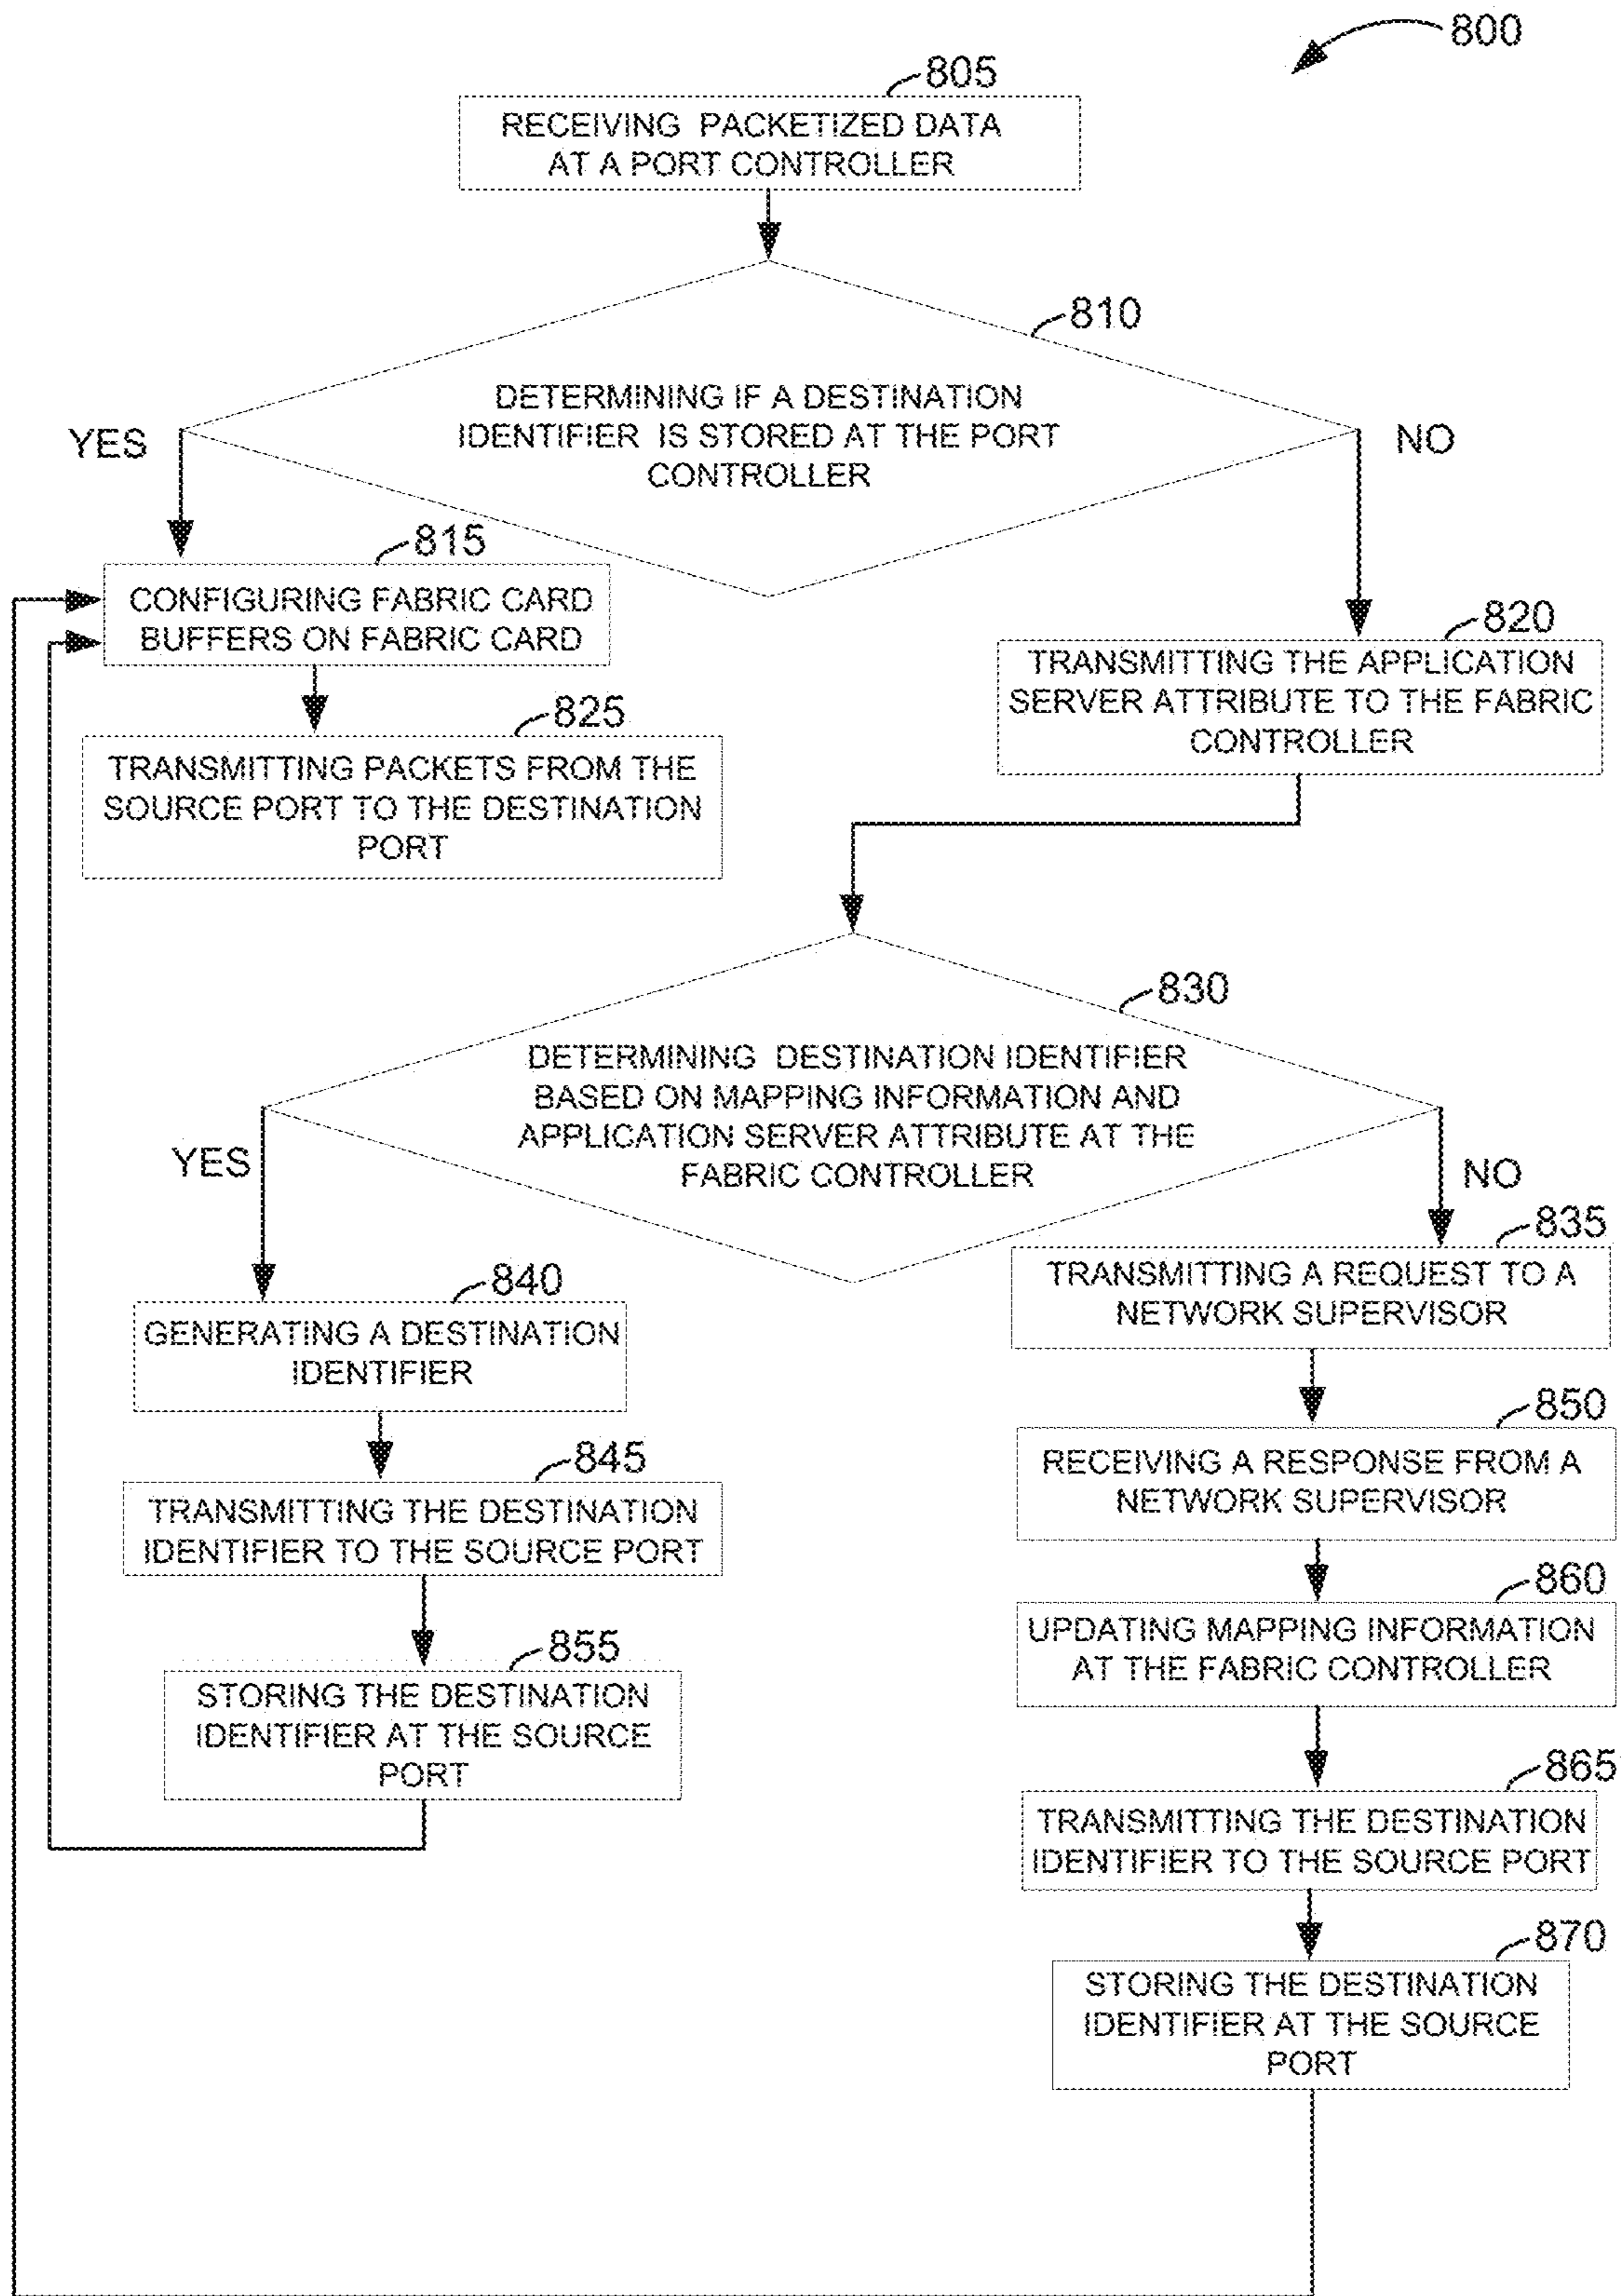 800
805
RECEIVING PACKETIZED DATA
AT A PORT CONTROLLER
810
DETERMINING IF A DESTINATION
IDENTIFIER IS STORED AT THE PORT
CONTROLLER
YES
NO
815
CONFIGURING FABRIC CARD
BUFFERS ON FABRIC CARD
820
TRANSMITTING THE APPLICATION
SERVER ATTRIBUTE TO THE FABRIC
CONTROLLER
825
TRANSMITTING PACKETS FROM THE
SOURCE PORT TO THE DESTINATION
PORT
830
DETERMINING DESTINATION IDENTIFIER
BASED ON MAPPING INFORMATION AND
APPLICATION SERVER ATTRIBUTE AT THE
FABRIC CONTROLLER
YES
NO
835
TRANSMITTING A REQUEST TO A
NETWORK SUPERVISOR
840
GENERATING A DESTINATION
IDENTIFIER
850
RECEIVING A RESPONSE FROM A
NETWORK SUPERVISOR
845
TRANSMITTING THE DESTINATION
IDENTIFIER TO THE SOURCE PORT
860
UPDATING MAPPING INFORMATION
AT THE FABRIC CONTROLLER
855
STORING THE DESTINATION
IDENTIFIER AT THE SOURCE
PORT
865
TRANSMITTING THE DESTINATION
IDENTIFIER TO THE SOURCE PORT
870
STORING THE DESTINATION
IDENTIFIER AT THE SOURCE
PORT